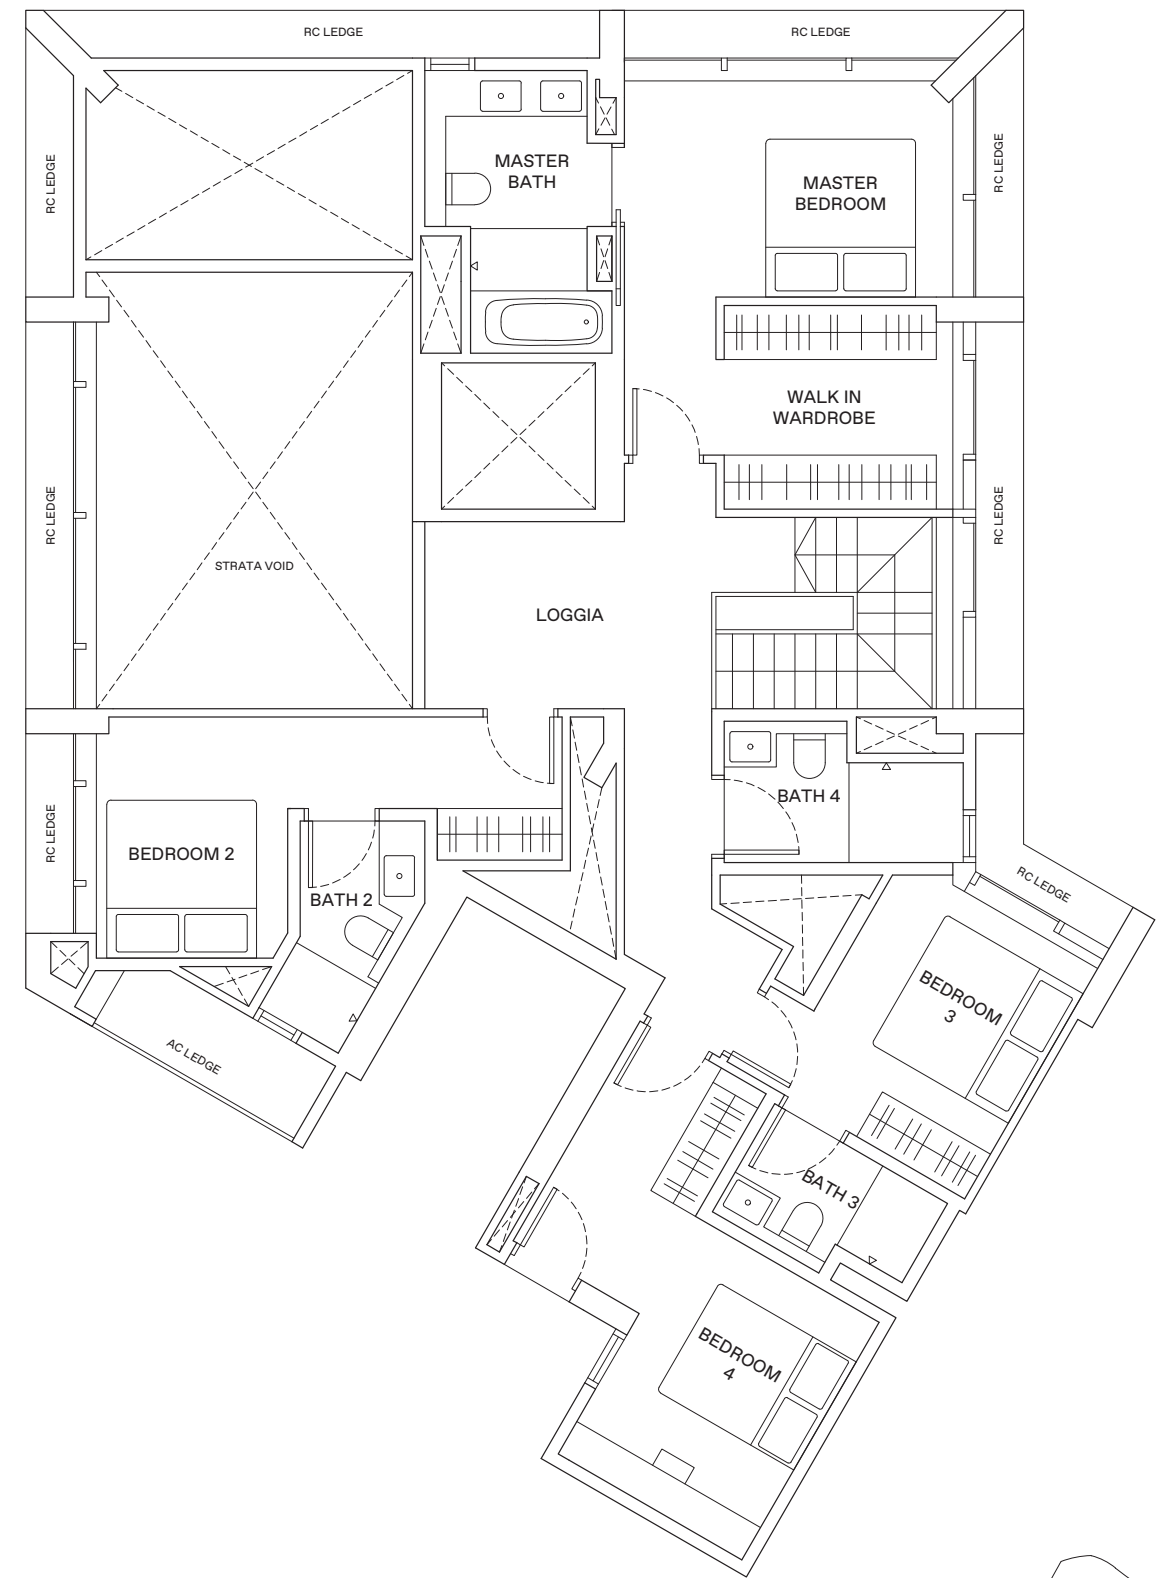 RC LEDGE
RC LEDGE
RC LEDGE
MASTER
BATH
MASTER
BEDROOM
RC LEDGE
WALK IN
WARDROBE
RC LEDGE
STRATA VOID
RC LEDGE
LOGGIA
RC LEDGE
BEDROOM 2
BATH 2
BATH 4
RC LEDGE
BEDROOM
3
AC LEDGE
BATH 3
BEDROOM
4